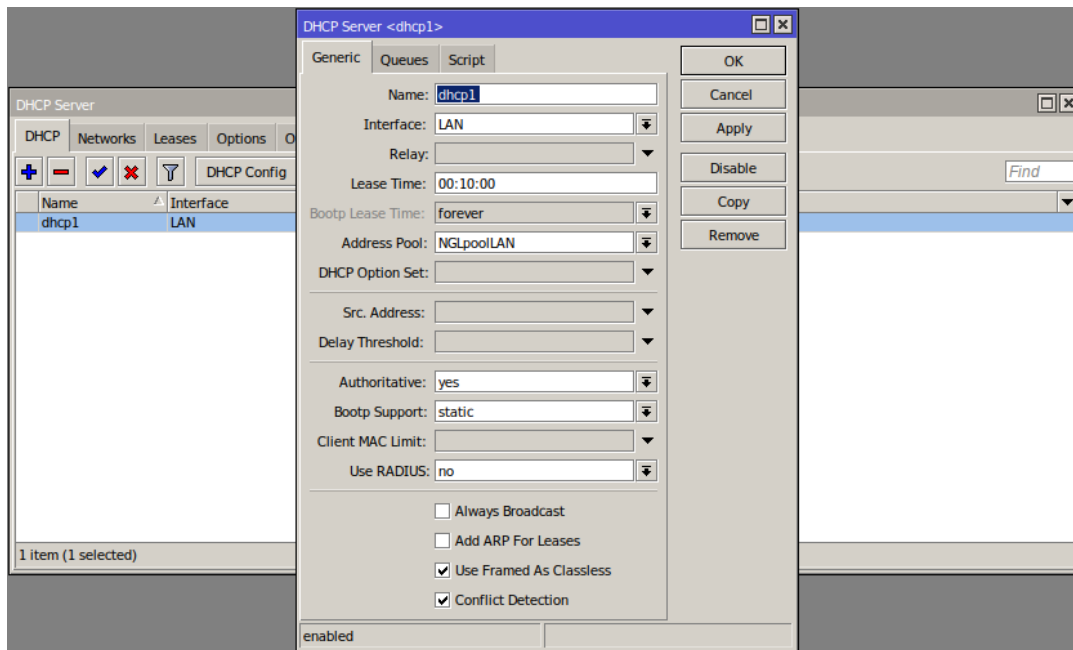 DHCP Server <dhcp1>
Generic Queues Script
Name: dhcp1
Interface: LAN
Relay:
Lease Time: 00:10:00
Bootp Lease Time: forever
Address Pool: NGLpoolLAN
DHCP Option Set:
Src. Address:
Delay Threshold:
Authoritative: yes
Bootp Support: static
Client MAC Limit:
Use RADIUS: no
Always Broadcast
Add ARP For Leases
Use Framed As Classless
Conflict Detection
enabled
OK
Cancel
Apply
Disable
Copy
Remove
DHCP Server
DHCP Networks Leases Options O
DHCP Config Find
Name Interface
dhcp1 LAN
1 item (1 selected)